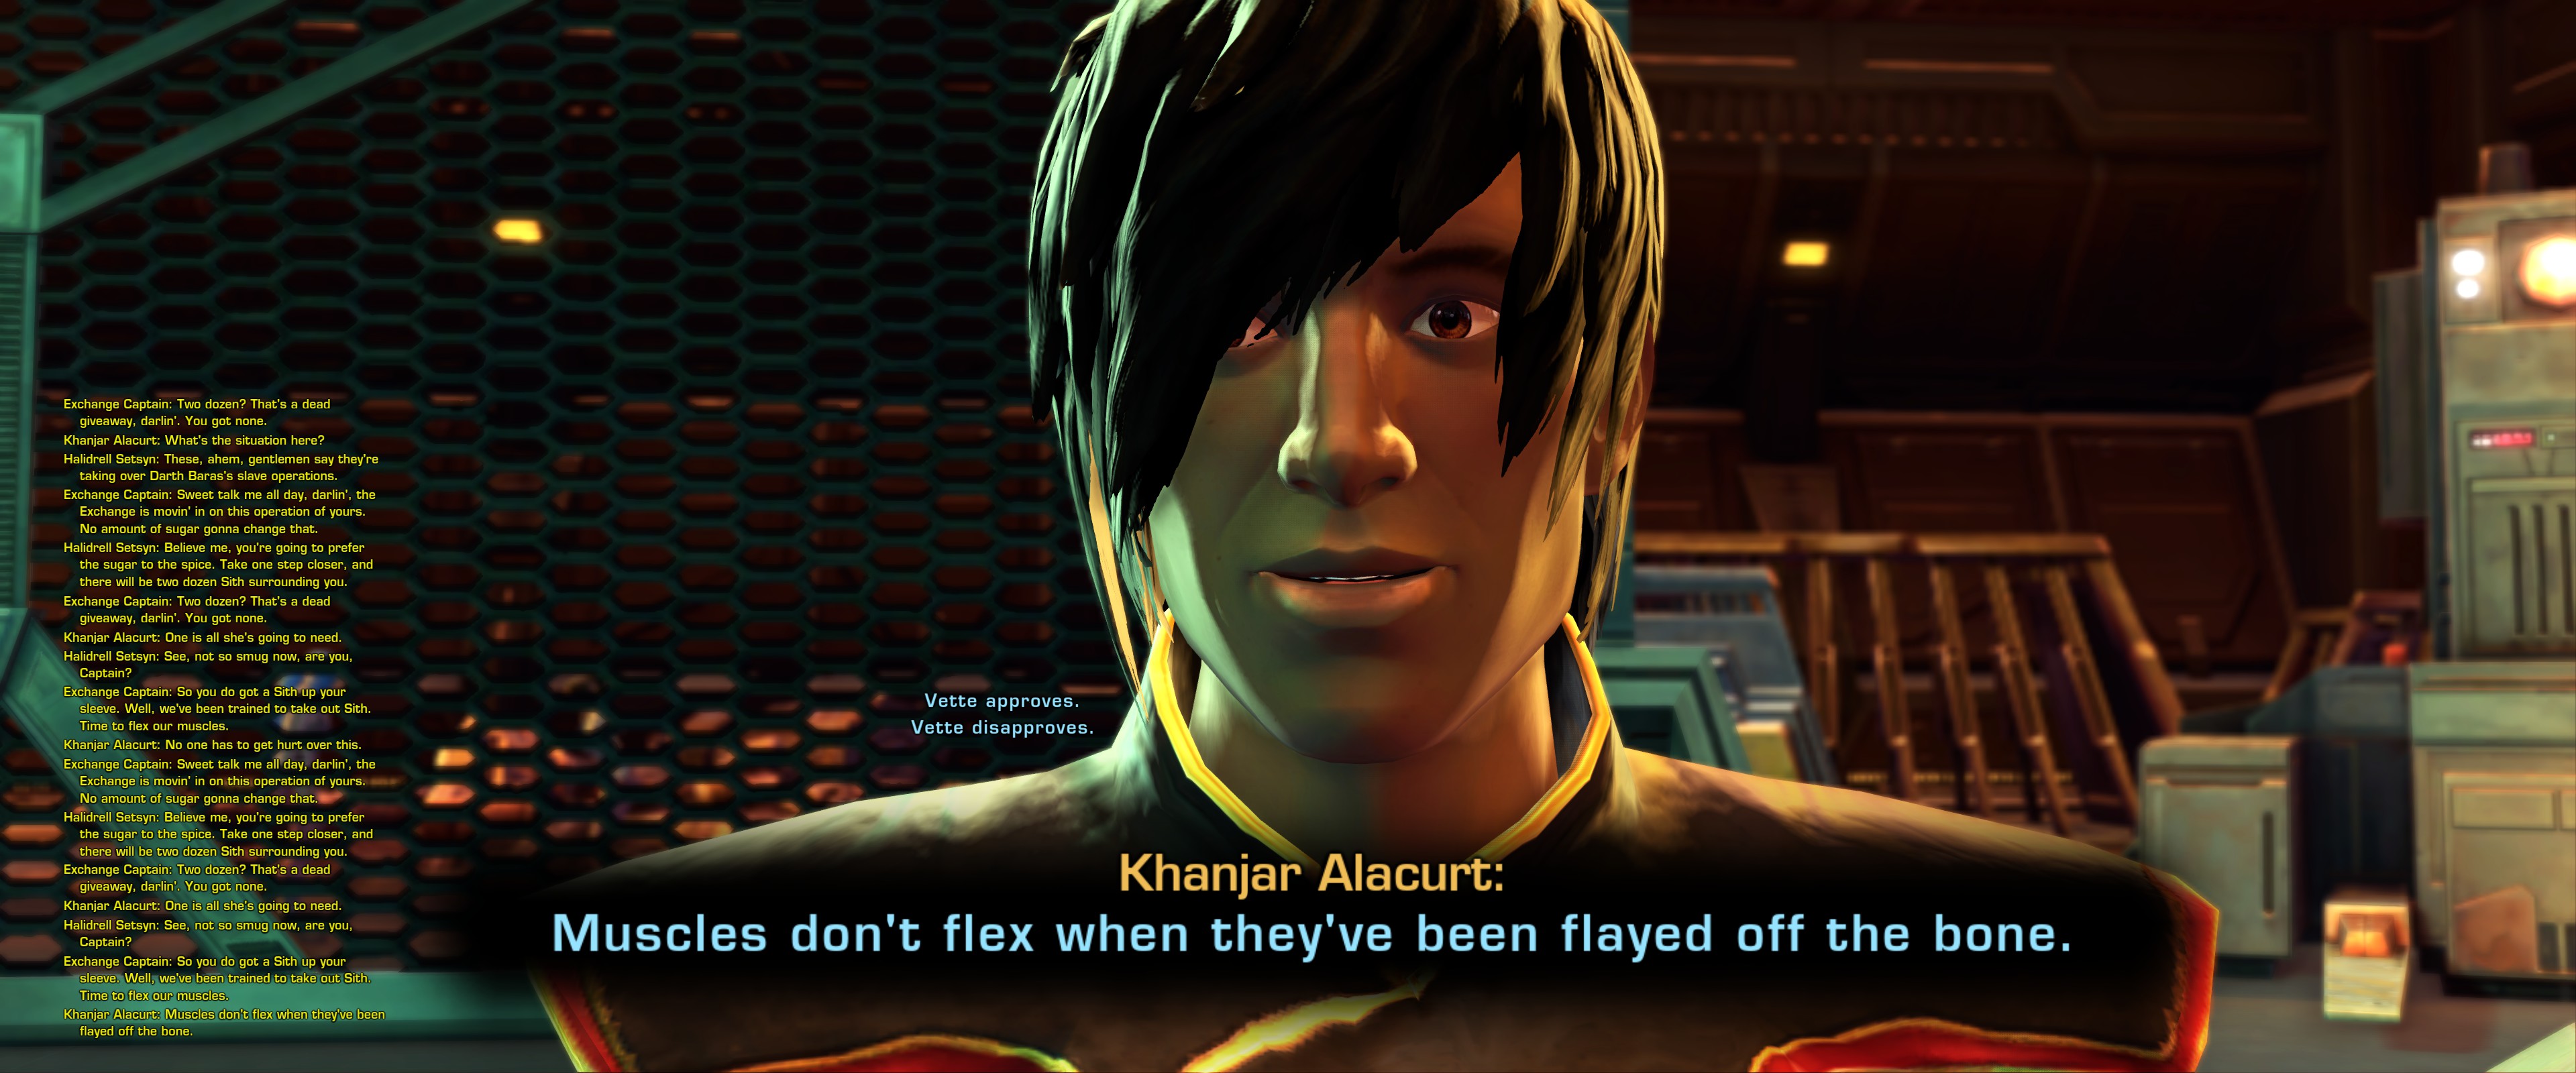 Exchange Captain: Two dozen? That's a dead
giveaway, darlin'. You got none.
Khanjar Alacurt: What's the situation here?
Halidrell Setsyn: These, ahem, gentlemen say they're
taking over Darth Baras's slave operations.
Exchange Captain: Sweet talk me all day, darlin', the
Exchange is movin' in on this operation of yours.
No amount of sugar gonna change that.
Halidrell Setsyn: Believe me, you're going to prefer
the sugar to the spice. Take one step closer, and
there will be two dozen Sith surrounding you.
Exchange Captain: Two dozen? That's a dead
giveaway, darlin'. You got none.
Khanjar Alacurt: One is all she's going to need.
Halidrell Setsyn: See, not so smug now, are you,
Captain?
Exchange Captain: So you do got a Sith up your
sleeve. Well, we've been trained to take out Sith.
Time to flex our muscles.
Khanjar Alacurt: No one has to get hurt over this.
Exchange Captain: Sweet talk me all day, darlin', the
Exchange is movin' in on this operation of yours.
No amount of sugar gonna change that.
Halidrell Setsyn: Believe me, you're going to prefer
the sugar to the spice. Take one step closer, and
there will be two dozen Sith surrounding you.
Exchange Captain: Two dozen? That's a dead
giveaway, darlin'. You got none.
Khanjar Alacurt: One is all she's going to need.
Halidrell Setsyn: See, not so smug now, are you,
Captain?
Exchange Captain: So you do got a Sith up your
sleeve. Well, we've been trained to take out Sith.
Time to flex our muscles.
Khanjar Alacurt: Muscles don't flex when they've been
flayed off the bone.
Vette approves.
Vette disapproves.
Khanjar Alacurt:
Muscles don't flex when they've been flayed off the bone.